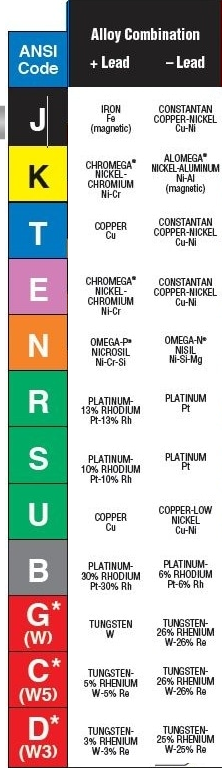 ANSI
Code
Alloy Combination
+ Lead
– Lead
J
IRON
Fe
(magnetic)
CONSTANTAN
COPPER-NICKEL
Cu-Ni
K
CHROMEGA®
NICKEL-
CHROMIUM
Ni-Cr
ALOMEGA®
NICKEL-ALUMINUM
Ni-Al
(magnetic)
T
COPPER
Cu
CONSTANTAN
COPPER-NICKEL
Cu-Ni
E
CHROMEGA®
NICKEL-
CHROMIUM
Ni-Cr
CONSTANTAN
COPPER-NICKEL
Cu-Ni
N
OMEGA-P®
NICROSIL
Ni-Cr-Si
OMEGA-N®
NISIL
Ni-Si-Mg
R
PLATINUM-
13% RHODIUM
Pt-13% Rh
PLATINUM
Pt
S
PLATINUM-
10% RHODIUM
Pt-10% Rh
PLATINUM
Pt
U
COPPER
Cu
COPPER-LOW
NICKEL
Cu-Ni
B
PLATINUM-
30% RHODIUM
Pt-30% Rh
PLATINUM-
6% RHODIUM
Pt-6% Rh
G*
(W)
TUNGSTEN
W
TUNGSTEN-
26% RHENIUM
W-26% Re
C*
(W5)
TUNGSTEN-
5% RHENIUM
W-5% Re
TUNGSTEN-
26% RHENIUM
W-26% Re
D*
(W3)
TUNGSTEN-
3% RHENIUM
W-3% Re
TUNGSTEN-
25% RHENIUM
W-25% Re